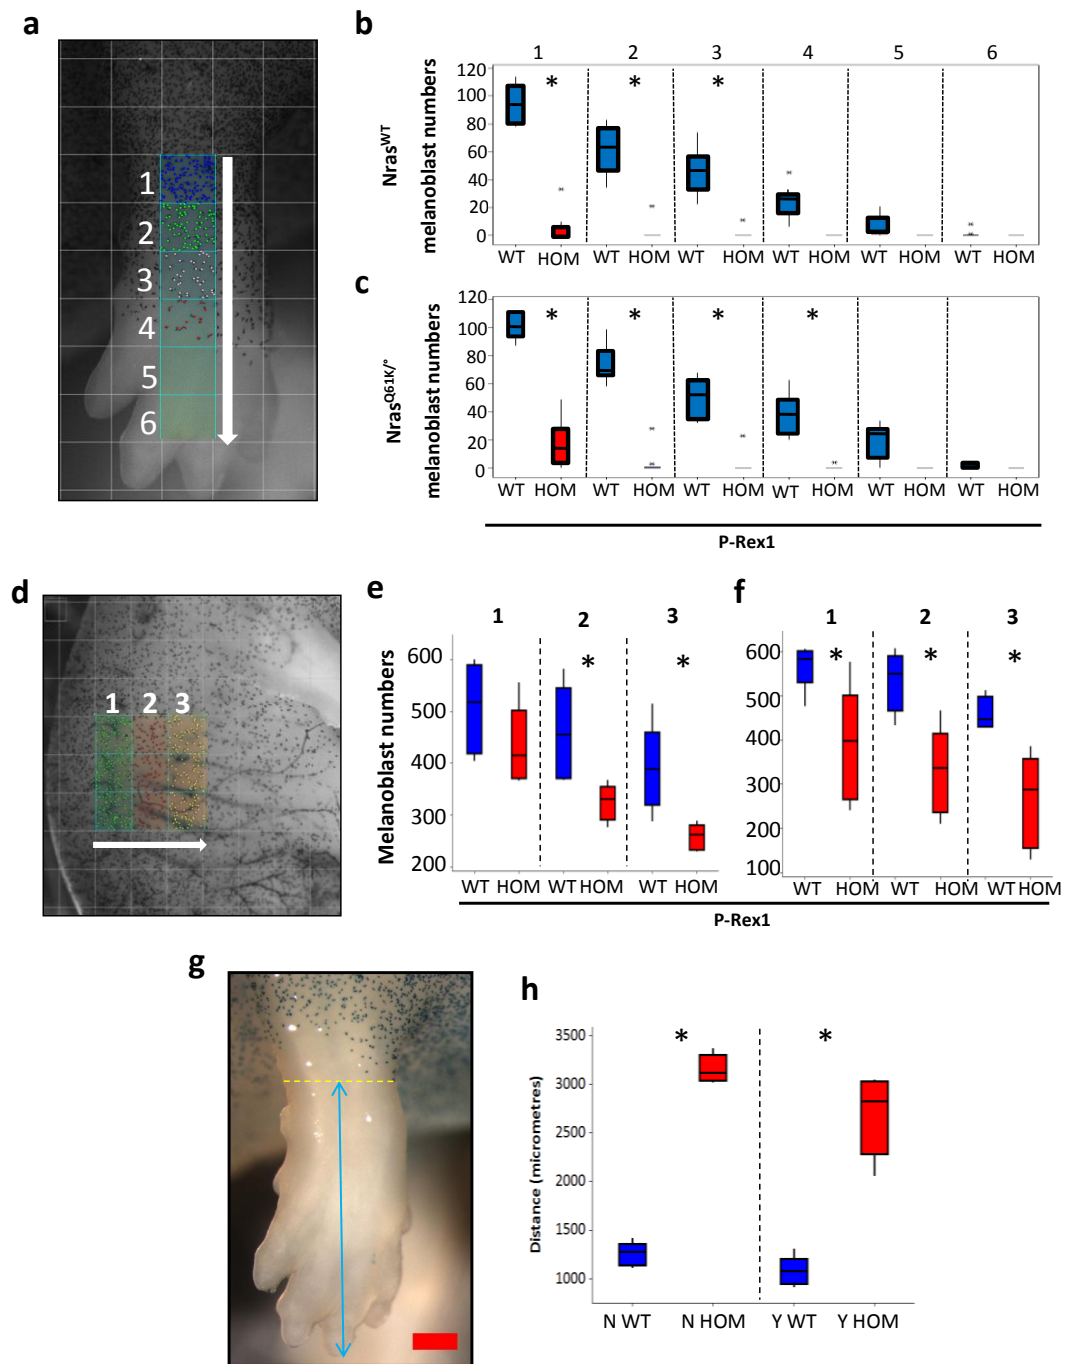 a
1
2
3
4
5
6
b
1 2 3 4 5 6
* * *
Nras^WT
melanoblast numbers
120
100
80
60
40
20
0
WT HOM WT HOM WT HOM WT HOM WT HOM WT HOM
c
* * * *
Nras^Q61K/°
melanoblast numbers
120
100
80
60
40
20
0
WT HOM WT HOM WT HOM WT HOM WT HOM WT HOM
P-Rex1
d
1 2 3
e
1 2 3
* *
Melanoblast numbers
600
500
400
300
200
WT HOM WT HOM WT HOM
f
1 2 3
* * *
600
500
400
300
200
100
WT HOM WT HOM WT HOM
P-Rex1
g
h
* *
Distance (micrometres)
3500
3000
2500
2000
1500
1000
N WT N HOM Y WT Y HOM